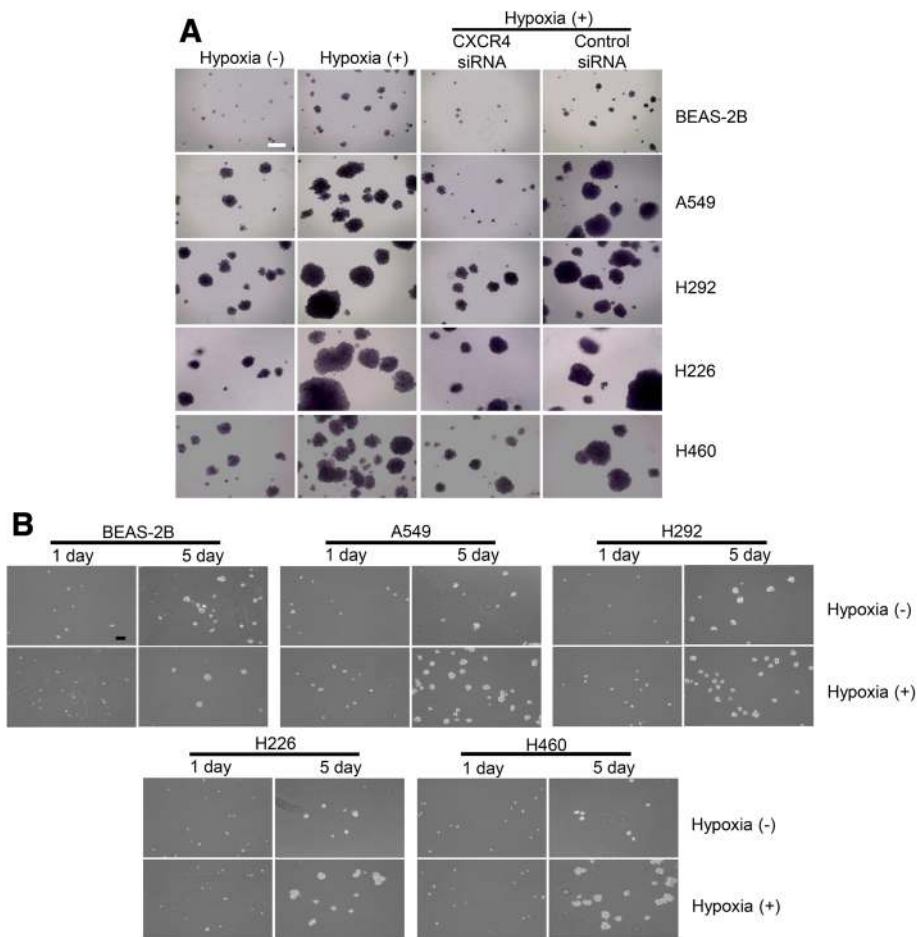 A
Hypoxia (+)
Hypoxia (-) Hypoxia (+) CXCR4 siRNA Control siRNA
BEAS-2B
A549
H292
H226
H460
B
BEAS-2B A549 H292
1 day 5 day 1 day 5 day 1 day 5 day
Hypoxia (-)
Hypoxia (+)
H226 H460
1 day 5 day 1 day 5 day
Hypoxia (-)
Hypoxia (+)